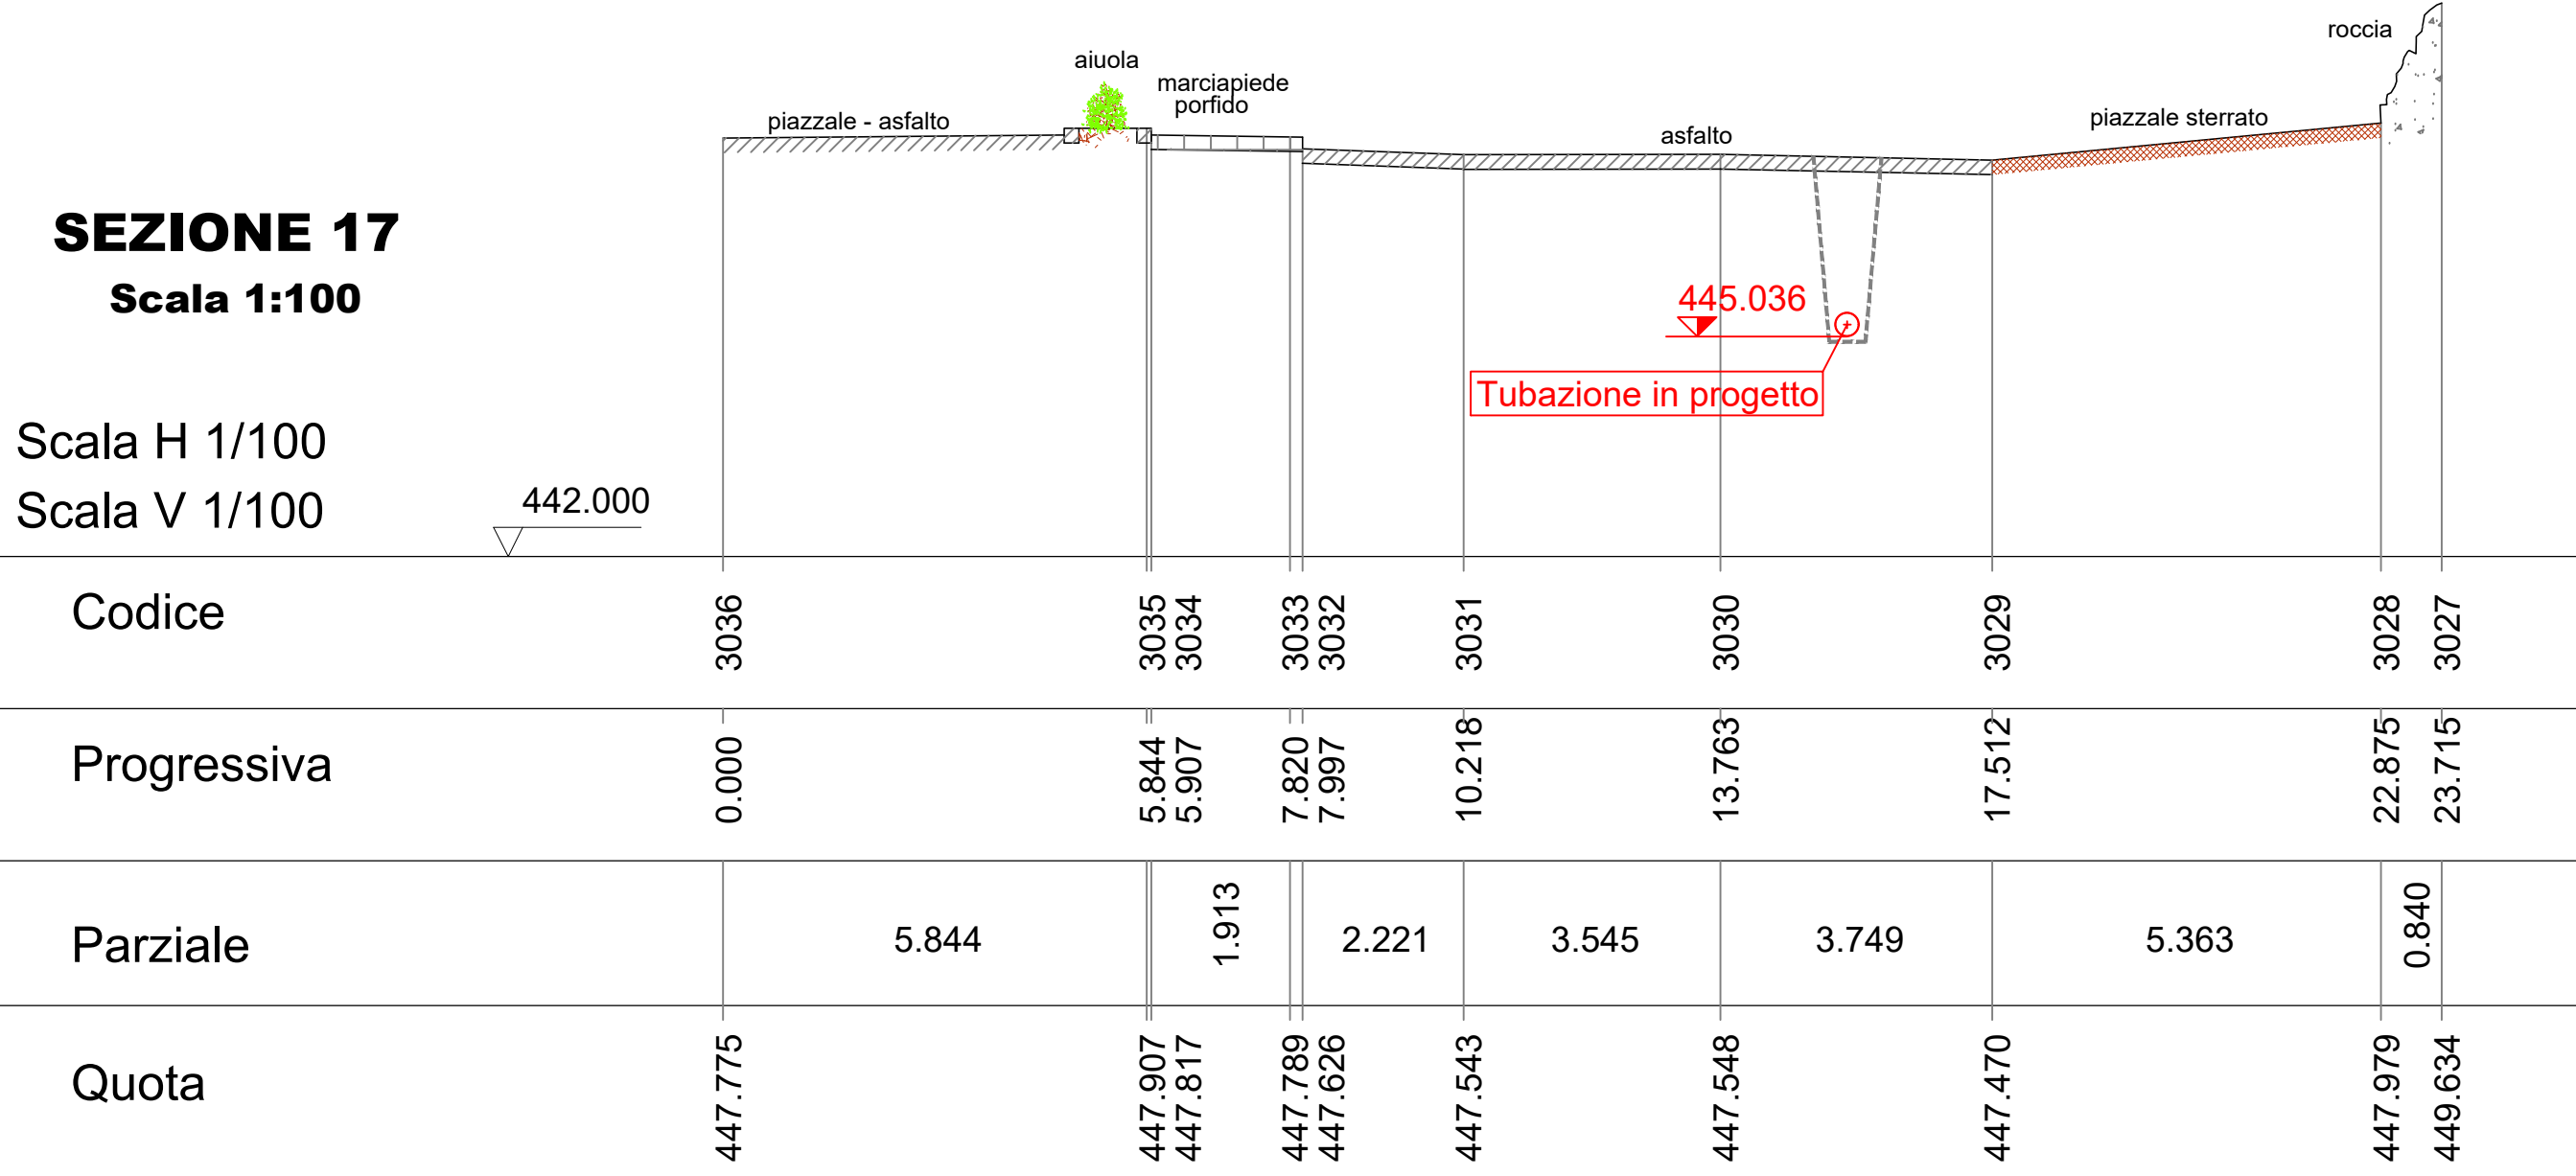 roccia
aiuola
marciapiede
porfido
piazzale - asfalto
asfalto
piazzale sterrato
SEZIONE 17
Scala 1:100
445.036
Tubazione in progetto
Scala H 1/100
Scala V 1/100
442.000
Codice 3036 3035 3034 3033 3032 3031 3030 3029 3028 3027
Progressiva 0.000 5.844 5.907 7.820 7.997 10.218 13.763 17.512 22.875 23.715
Parziale 5.844 1.913 2.221 3.545 3.749 5.363 0.840
Quota 447.775 447.907 447.817 447.789 447.626 447.543 447.548 447.470 447.979 449.634